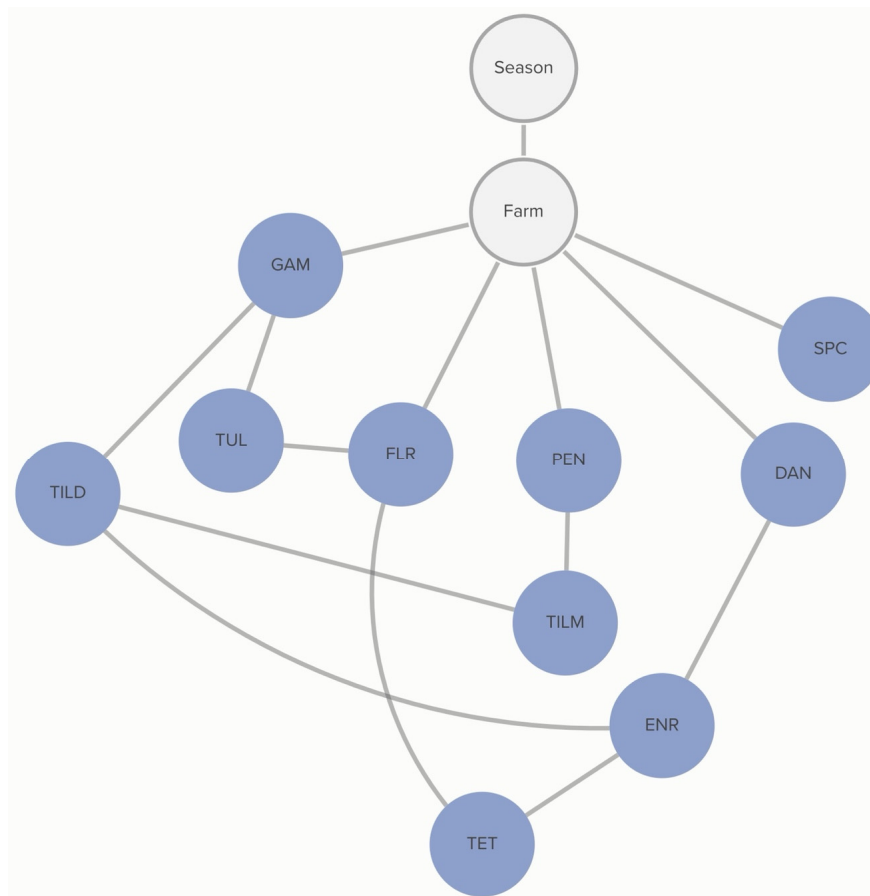 Season
Farm
GAM
SPC
TUL
FLR
PEN
DAN
TILD
TILM
ENR
TET